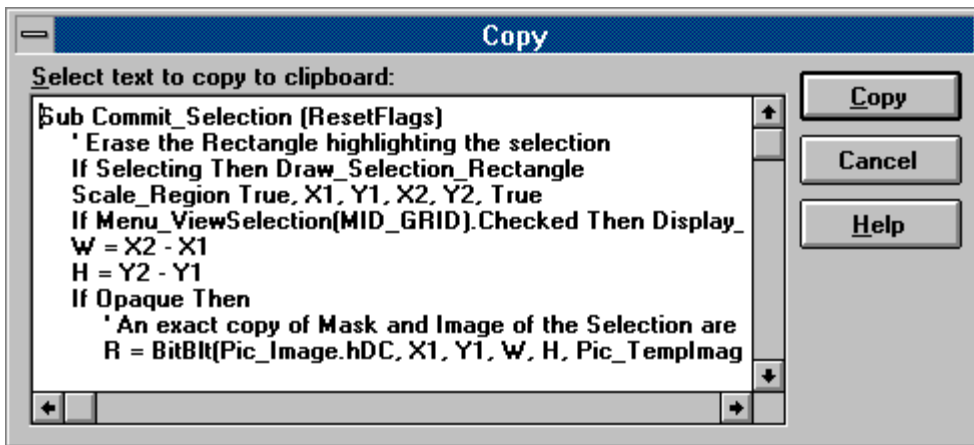 Copy
Select text to copy to clipboard:
Sub Commit_Selection (ResetFlags)
' Erase the Rectangle highlighting the selection
If Selecting Then Draw_Selection_Rectangle
Scale_Region True, X1, Y1, X2, Y2, True
If Menu_ViewSelection(MID_GRID).Checked Then Display_
W = X2 - X1
H = Y2 - Y1
If Opaque Then
' An exact copy of Mask and Image of the Selection are
R = BitBlt(Pic_Image.hDC, X1, Y1, W, H, Pic_TempImag
Copy
Cancel
Help